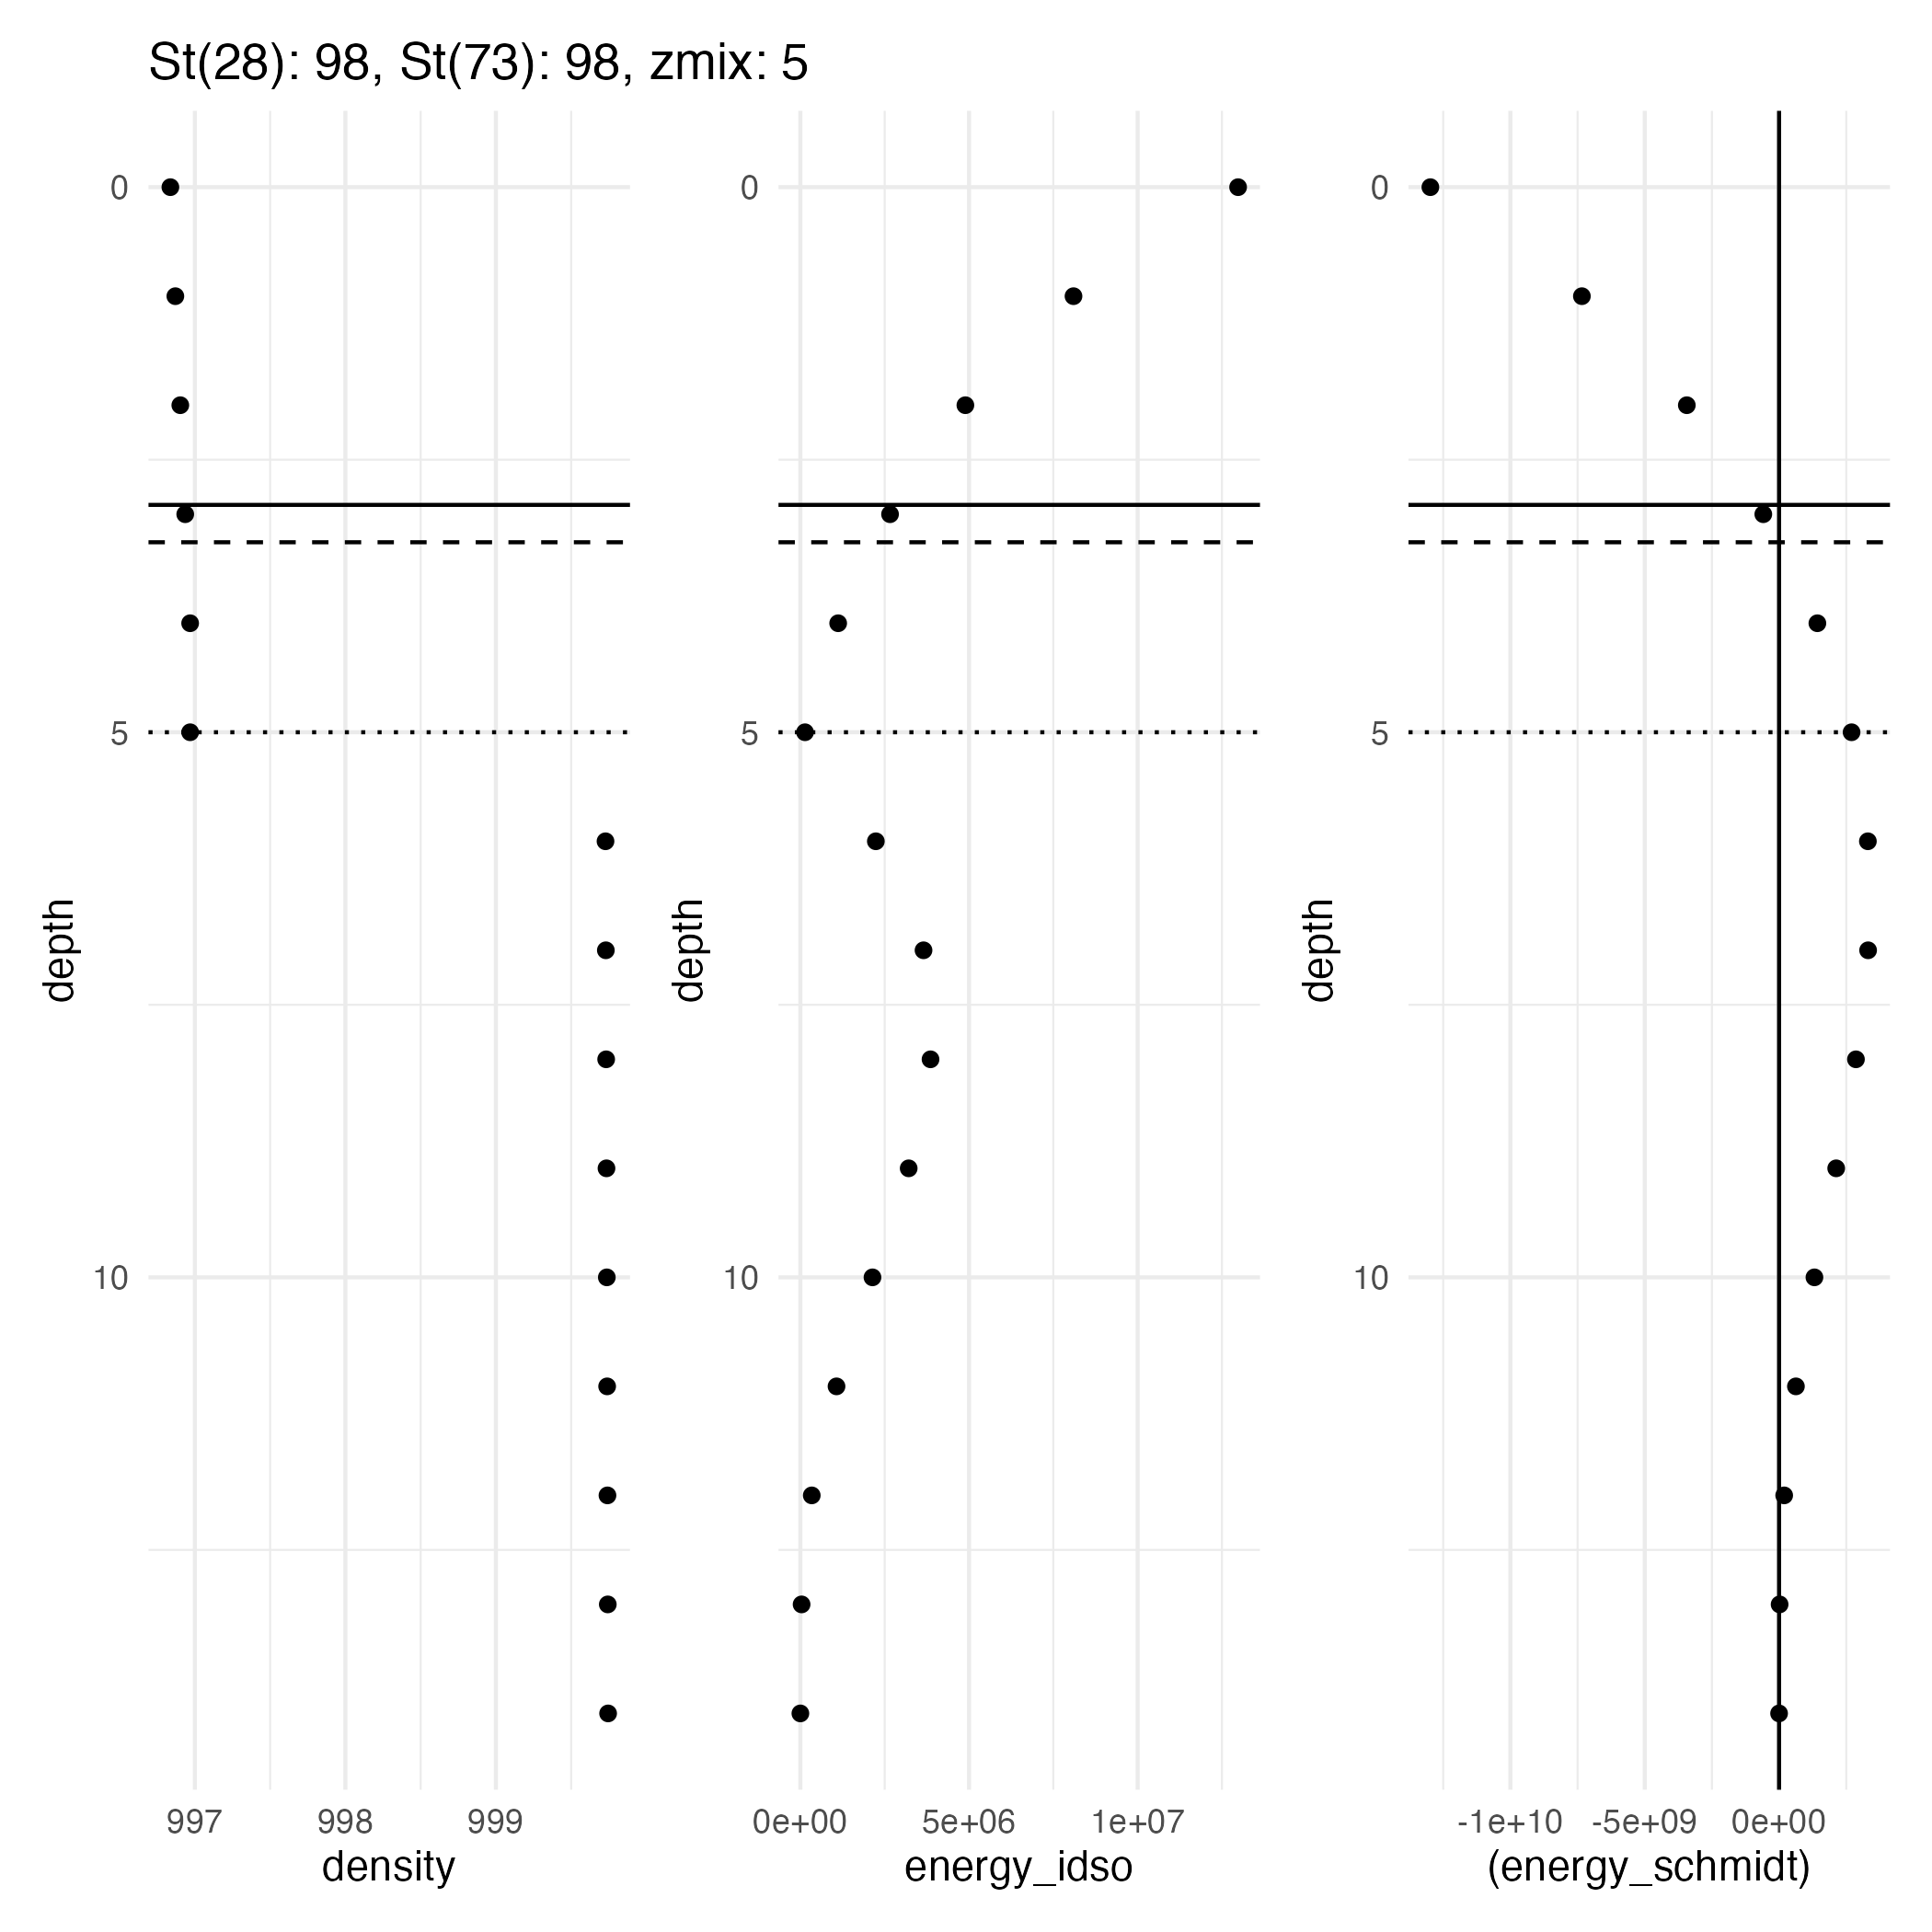 St(28): 98, St(73): 98, zmix: 5
0
5
10
depth
997
998
999
density
0
5
10
depth
0e+00
5e+06
1e+07
energy_idso
0
5
10
depth
-1e+10
-5e+09
0e+00
(energy_schmidt)